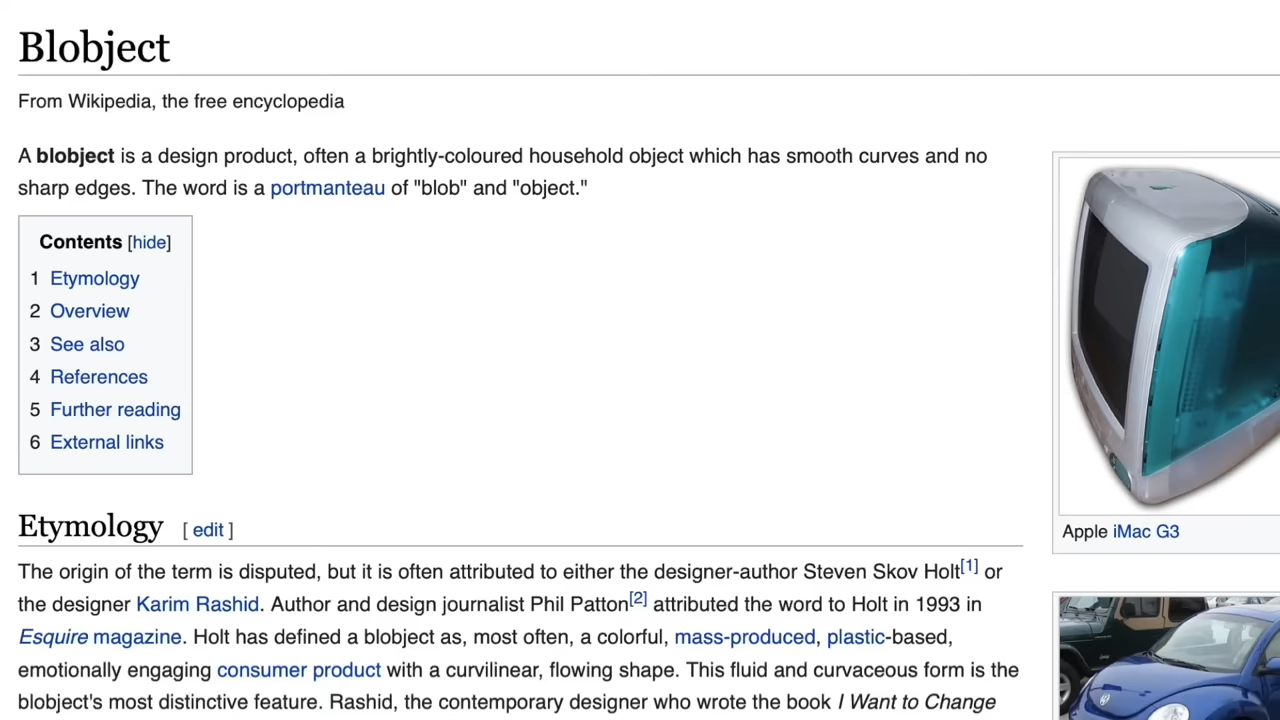 Blobject
From Wikipedia, the free encyclopedia
A blobject is a design product, often a brightly-coloured household object which has smooth curves and no
sharp edges. The word is a portmanteau of "blob" and "object."
Contents [hide]
1 Etymology
2 Overview
3 See also
4 References
5 Further reading
6 External links
Apple iMac G3
Etymology [ edit ]
The origin of the term is disputed, but it is often attributed to either the designer-author Steven Skov Holt[1] or
the designer Karim Rashid. Author and design journalist Phil Patton[2] attributed the word to Holt in 1993 in
Esquire magazine. Holt has defined a blobject as, most often, a colorful, mass-produced, plastic-based,
emotionally engaging consumer product with a curvilinear, flowing shape. This fluid and curvaceous form is the
blobject's most distinctive feature. Rashid, the contemporary designer who wrote the book I Want to Change